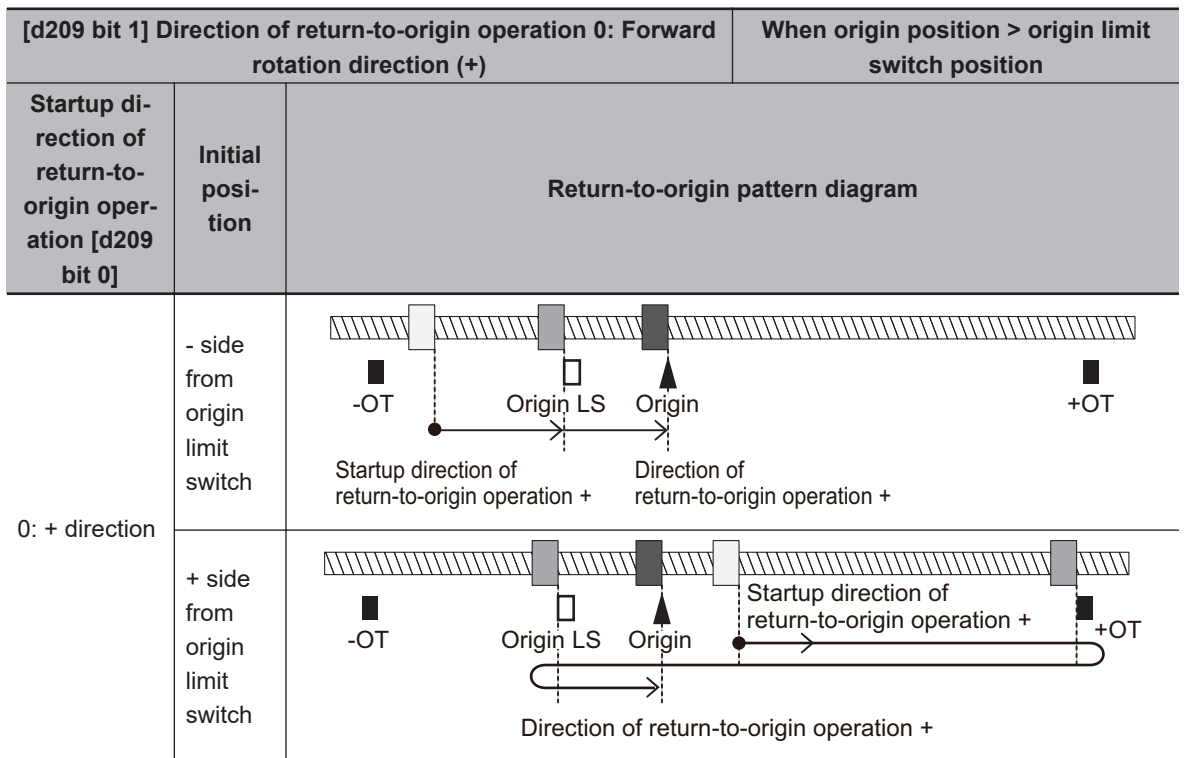 [d209 bit 1] Direction of return-to-origin operation 0: Forward
rotation direction (+)
When origin position > origin limit
switch position
Startup di-
rection of
return-to-
origin oper-
ation [d209
bit 0]
Initial
posi-
tion
Return-to-origin pattern diagram
0: + direction
- side
from
origin
limit
switch
-OT
Origin LS
Origin
+OT
Startup direction of
return-to-origin operation +
Direction of
return-to-origin operation +
+ side
from
origin
limit
switch
Startup direction of
return-to-origin operation +
-OT
Origin LS
Origin
+OT
Direction of return-to-origin operation +